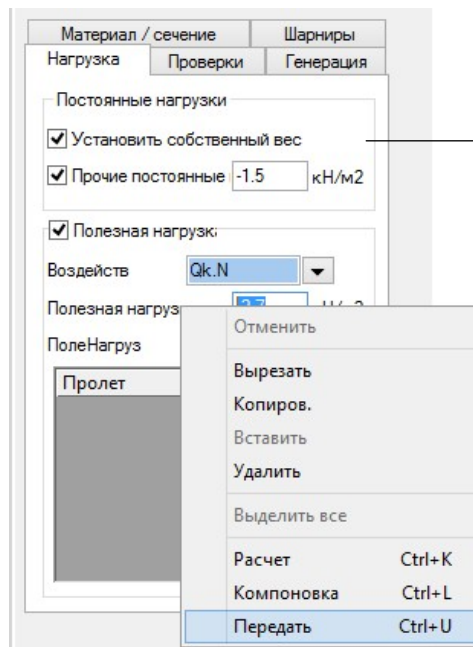 Материал / сечение Шарниры
Нагрузка Проверки Генерация
Постоянные нагрузки
Установить собственный вес
Прочие постоянные -1.5 кН/м2
Полезная нагрузка
Воздейств Qk.N
Полезная нагруз
ПолеНагруз
Пролет
Отменить
Вырезать
Копиров.
Вставить
Удалить
Выделить все
Расчет Ctrl+K
Компоновка Ctrl+L
Передать Ctrl+U